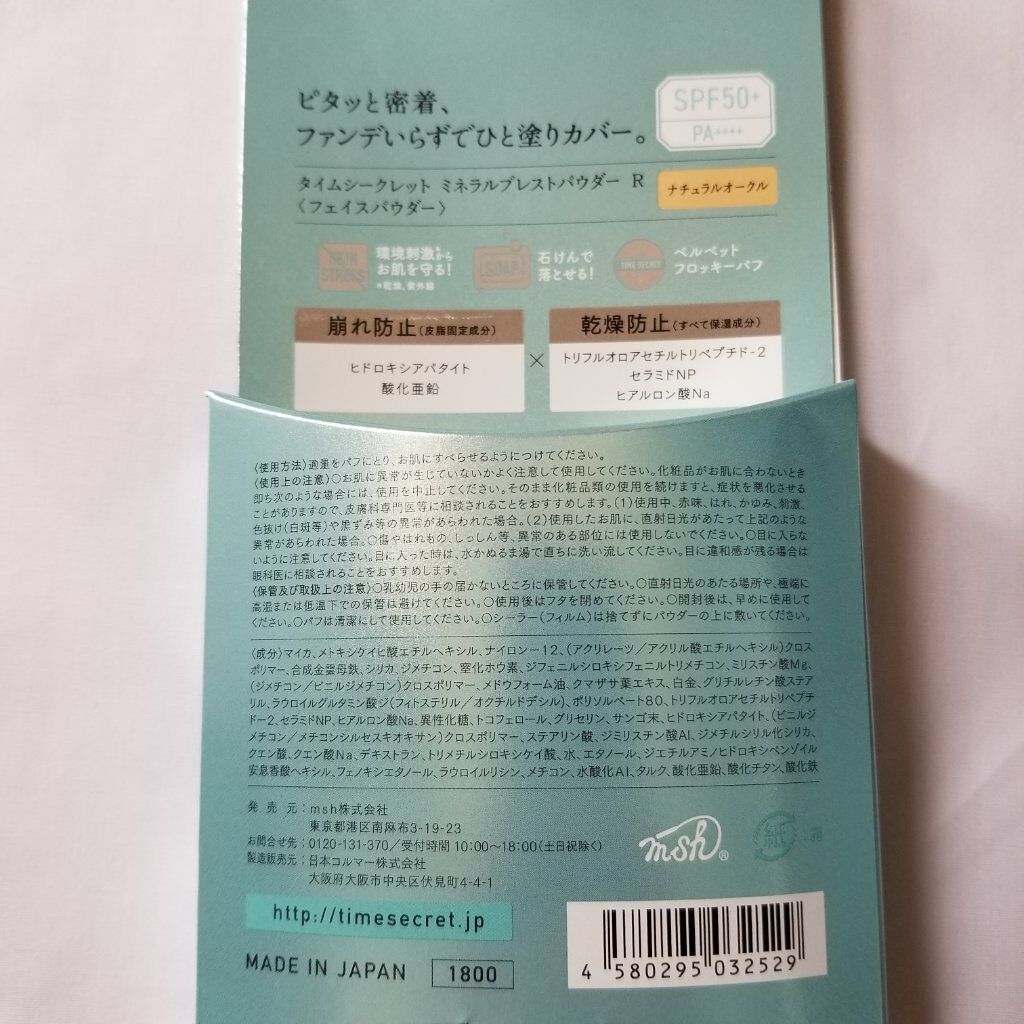 ピタッと密着、
ファンデいらずでひと塗りカバー。
SPF50+
PA++++
タイムシークレット ミネラルプレストパウダー R
〈フェイスパウダー〉
ナチュラルオークル
SKIN
STRESS
環境刺激*から
お肌を守る!
*乾燥、紫外線
SOAP
石けんで
落とせる!
TIME SECRET
ベルベット
フロッキーパフ
崩れ防止(皮脂固定成分)
ヒドロキシアパタイト
酸化亜鉛
×
乾燥防止(すべて保湿成分)
トリフルオロアセチルトリペプチド-2
セラミドNP
ヒアルロン酸Na
〈使用方法〉適量をパフにとり、お肌にすべらせるようにつけてください。
〈使用上の注意〉○お肌に異常が生じていないかよく注意して使用してください。化粧品がお肌に合わないとき
即ち次のような場合には、使用を中止してください。そのまま化粧品類の使用を続けますと、症状を悪化させる
ことがありますので、皮膚科専門医等に相談されることをおすすめします。(1)使用中、赤味、はれ、かゆみ、刺激、
色抜け(白斑等)や黒ずみ等の異常があらわれた場合。(2)使用したお肌に、直射日光があたって上記のような
異常があらわれた場合。○傷やはれもの、しっしん等、異常のある部位には使用しないでください。○目に入らな
いように注意してください。目に入った時は、水かぬるま湯で直ちに洗い流してください。目に違和感が残る場合は
眼科医に相談されることをおすすめします。
〈保管及び取扱上の注意〉○乳幼児の手の届かないところに保管してください。○直射日光のあたる場所や、極端に
高温または低温下での保管は避けてください。○使用後はフタを閉めてください。○開封後は、早めに使用して
ください。○パフは清潔にして使用してください。○シーラー(フィルム)は捨てずにパウダーの上に敷いてください。
〈成分〉マイカ、メトキシケイヒ酸エチルヘキシル、ナイロン-12、(アクリレーツ/アクリル酸エチルヘキシル)クロス
ポリマー、合成金雲母鉄、シリカ、ジメチコン、窒化ホウ素、ジフェニルシロキシフェニルトリメチコン、ミリスチン酸Mg、
(ジメチコン/ビニルジメチコン)クロスポリマー、メドウフォーム油、クマザサ葉エキス、白金、グリチルレチン酸ステア
リル、ラウロイルグルタミン酸ジ(フィトステリル/オクチルドデシル)、ポリソルベート80、トリフルオロアセチルトリペプチ
ド-2、セラミドNP、ヒアルロン酸Na、異性化糖、トコフェロール、グリセリン、サンゴ末、ヒドロキシアパタイト、(ビニルジ
メチコン/メチコンシルセスキオキサン)クロスポリマー、ステアリン酸、ジミリスチン酸Al、ジメチルシリル化シリカ、
クエン酸、クエン酸Na、デキストラン、トリメチルシロキシケイ酸、水、エタノール、ジエチルアミノヒドロキシベンゾイル
安息香酸ヘキシル、フェノキシエタノール、ラウロイルリシン、メチコン、水酸化Al、タルク、酸化亜鉛、酸化チタン、酸化鉄
発売元:msh株式会社
東京都港区南麻布3-19-23
お問合せ先:0120-131-370/受付時間 10:00~18:00(土日祝除く)
製造販売元:日本コルマー株式会社
大阪府大阪市中央区伏見町4-4-1
msh®
紙
:箱
http://timesecret.jp
MADE IN JAPAN
1800
4 580295 032529